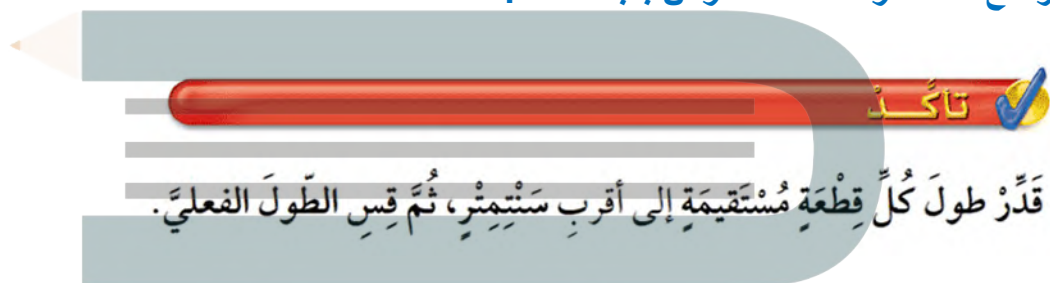 تأكَّدْ
قَدِّرْ طولَ كُلِّ قِطْعَةٍ مُسْتَقيمَةٍ إلى أقربِ سَنْتِمِتْرٍ، ثُمَّ قِسِ الطّولَ الفعليَّ.